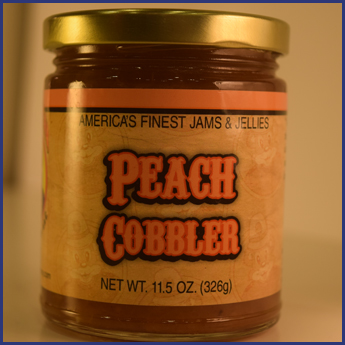 AMERICA'S FINEST JAMS & JELLIES
PEACH
COBBLER
NET WT. 11.5 OZ. (326g)